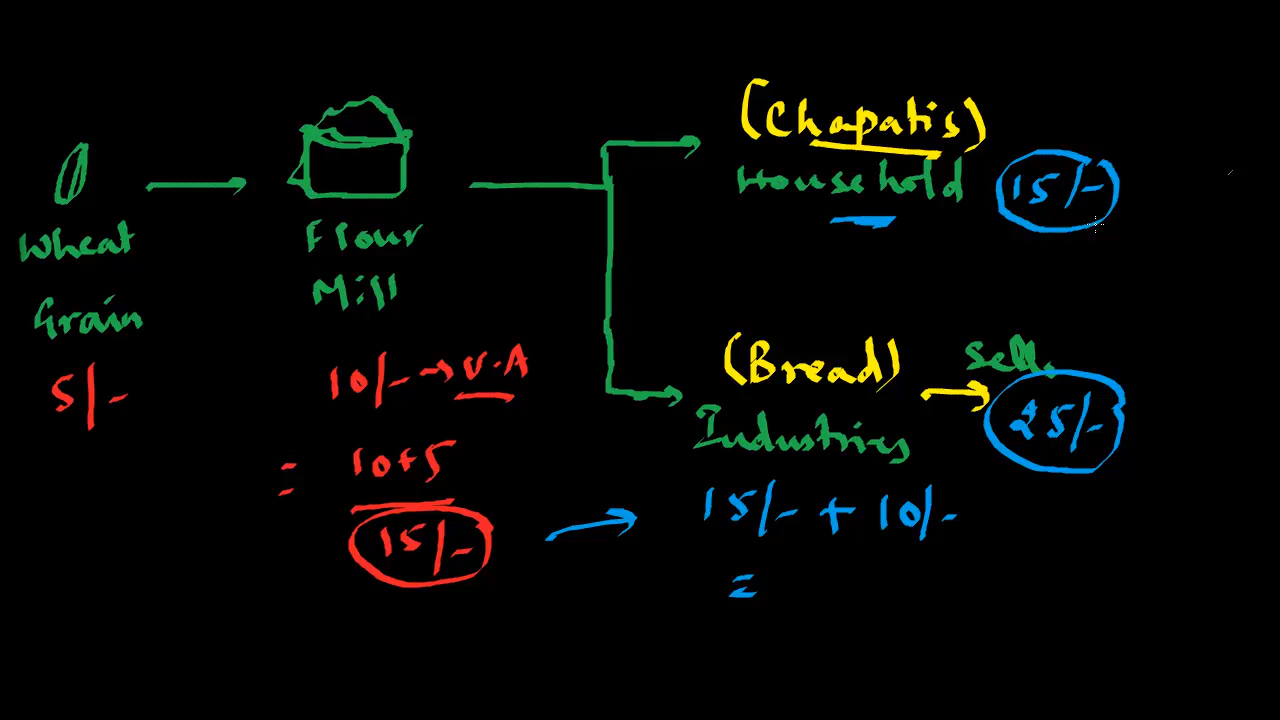 Wheat
Grain
5/-
Flour
Mill
10/- → V.A
= 10+5
15/-
(Chapatis)
Household 15/-
(Bread) → Sell.
Industries 25/-
15/- + 10/-
=